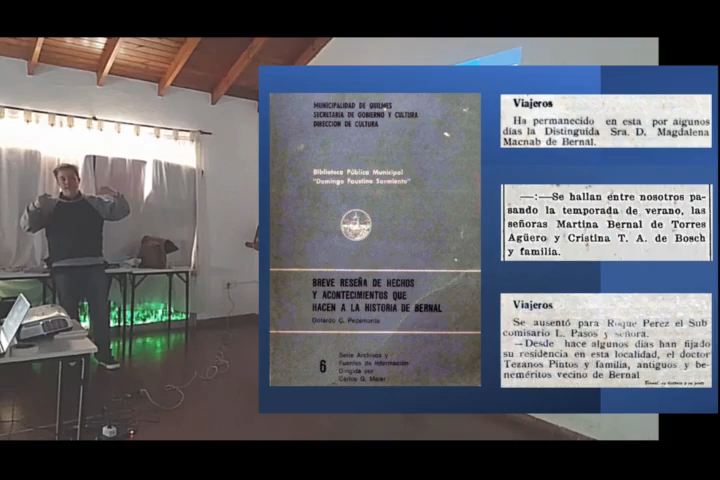 MUNICIPALIDAD DE QUILMES
SECRETARIA DE GOBIERNO Y CULTURA
DIRECCION DE CULTURA
Biblioteca Pública Municipal
"Domingo Faustino Sarmiento"
BREVE RESEÑA DE HECHOS
Y ACONTECIMIENTOS QUE
HACEN A LA HISTORIA DE BERNAL
6
Serie Archivos y
Fuentes de Información
Dirigida por
Viajeros
Ha permanecido en esta por algunos
días la Distinguida Sra. D. Magdalena
Macnab de Bernal.
—:—Se hallan entre nosotros pa-
sando la temporada de verano, las
señoras Martina Bernal de Torres
Agüero y Cristina T. A. de Bosch
y familia.
Viajeros
Se ausentó para Roque Perez el Sub
comisario L. Pasos y señora.
—Desde hace algunos días han fijado
su residencia en esta localidad, el doctor
Tezanos Pintos y familia, antiguos y be-
neméritos vecino de Bernal